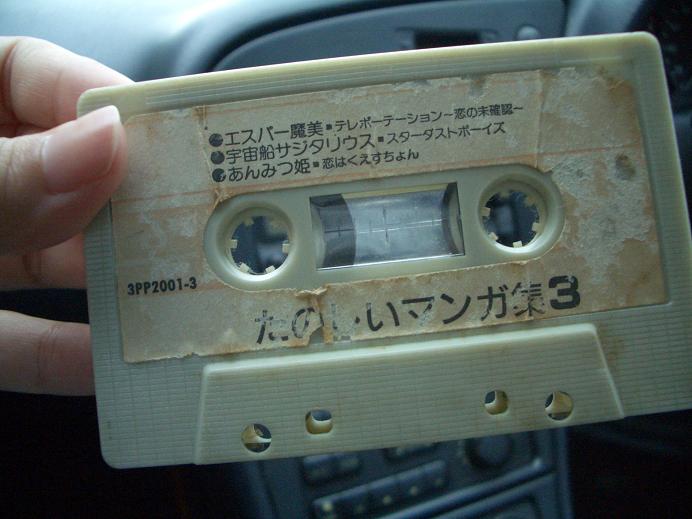 ●エスパー魔美■テレポーテーション〜恋の未確認〜
●宇宙船サジタリウス■スターダストボーイズ
●あんみつ姫■恋はくえすちょん
3PP2001-3
たのしいマンガ集3